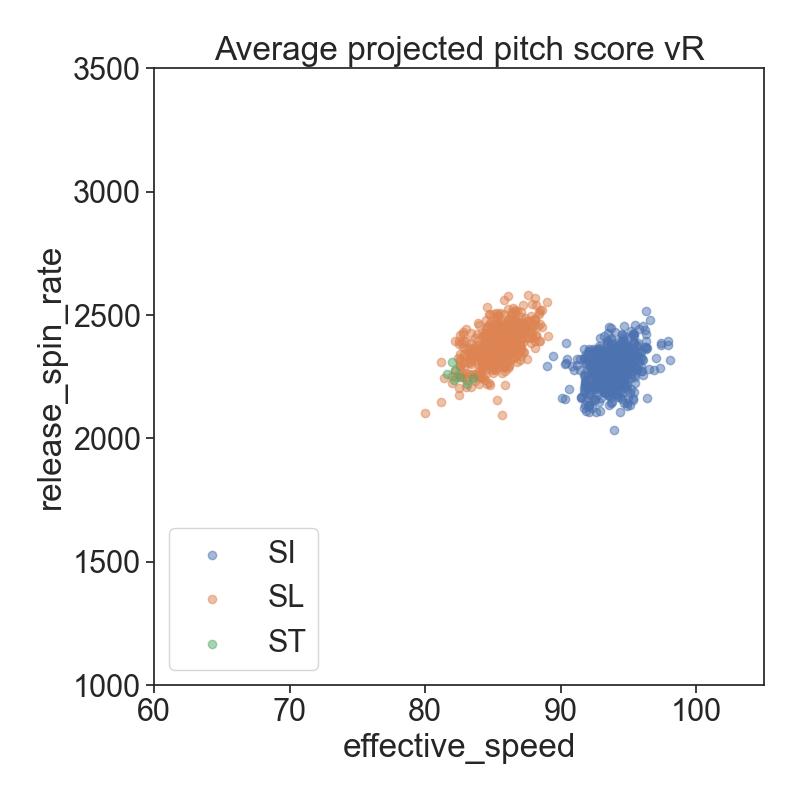 Average projected pitch score vR
3500
3000
2500
2000
1500
1000
release_spin_rate
SI
SL
ST
60 70 80 90 100
effective_speed